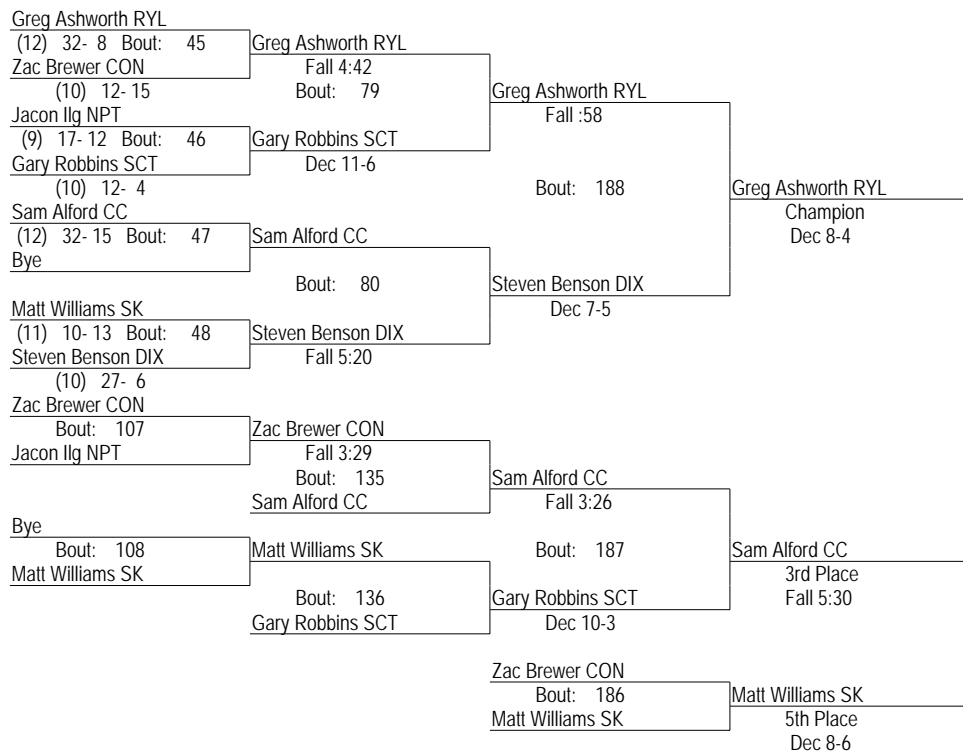 Greg Ashworth RYL
(12) 32- 8 Bout: 45
Zac Brewer CON
(10) 12- 15
Jacon Ilg NPT
(9) 17- 12 Bout: 46
Gary Robbins SCT
(10) 12- 4
Sam Alford CC
(12) 32- 15 Bout: 47
Bye
Matt Williams SK
(11) 10- 13 Bout: 48
Steven Benson DIX
(10) 27- 6
Greg Ashworth RYL
Fall 4:42
Bout: 79
Gary Robbins SCT
Dec 11-6
Sam Alford CC
Bout: 80
Steven Benson DIX
Fall 5:20
Greg Ashworth RYL
Fall :58
Bout: 188
Steven Benson DIX
Dec 7-5
Greg Ashworth RYL
Champion
Dec 8-4
Zac Brewer CON
Bout: 107
Jacon Ilg NPT
Bye
Bout: 108
Matt Williams SK
Zac Brewer CON
Fall 3:29
Bout: 135
Sam Alford CC
Matt Williams SK
Bout: 136
Gary Robbins SCT
Sam Alford CC
Fall 3:26
Bout: 187
Gary Robbins SCT
Dec 10-3
Sam Alford CC
3rd Place
Fall 5:30
Zac Brewer CON
Bout: 186
Matt Williams SK
Matt Williams SK
5th Place
Dec 8-6